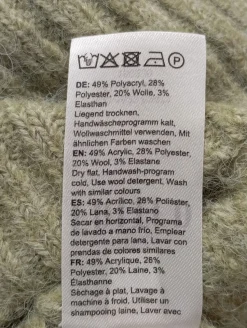 DE: 49% Polyacryl, 28%
Polyester, 20% Wolle, 3%
Elasthan
Liegend trocknen,
Handwäscheprogramm kalt,
Wollwaschmittel verwenden, Mit
ähnlichen Farben waschen
EN: 49% Acrylic, 28% Polyester,
20% Wool, 3% Elastane
Dry flat, Handwash-program
cold, Use wool detergent, Wash
with similar colours
ES: 49% Acrílico, 28% Poliéster,
20% Lana, 3% Elastano
Secar en horizontal, Programa
de lavado a mano frío, Emplear
detergente para lana, Lavar con
prendas de colores similares
FR: 49% Acrylique, 28%
Polyester, 20% Laine, 3%
Élasthanne
Séchage à plat, Lavage à
machine à froid, Utiliser un
shampooing laine, Laver avec